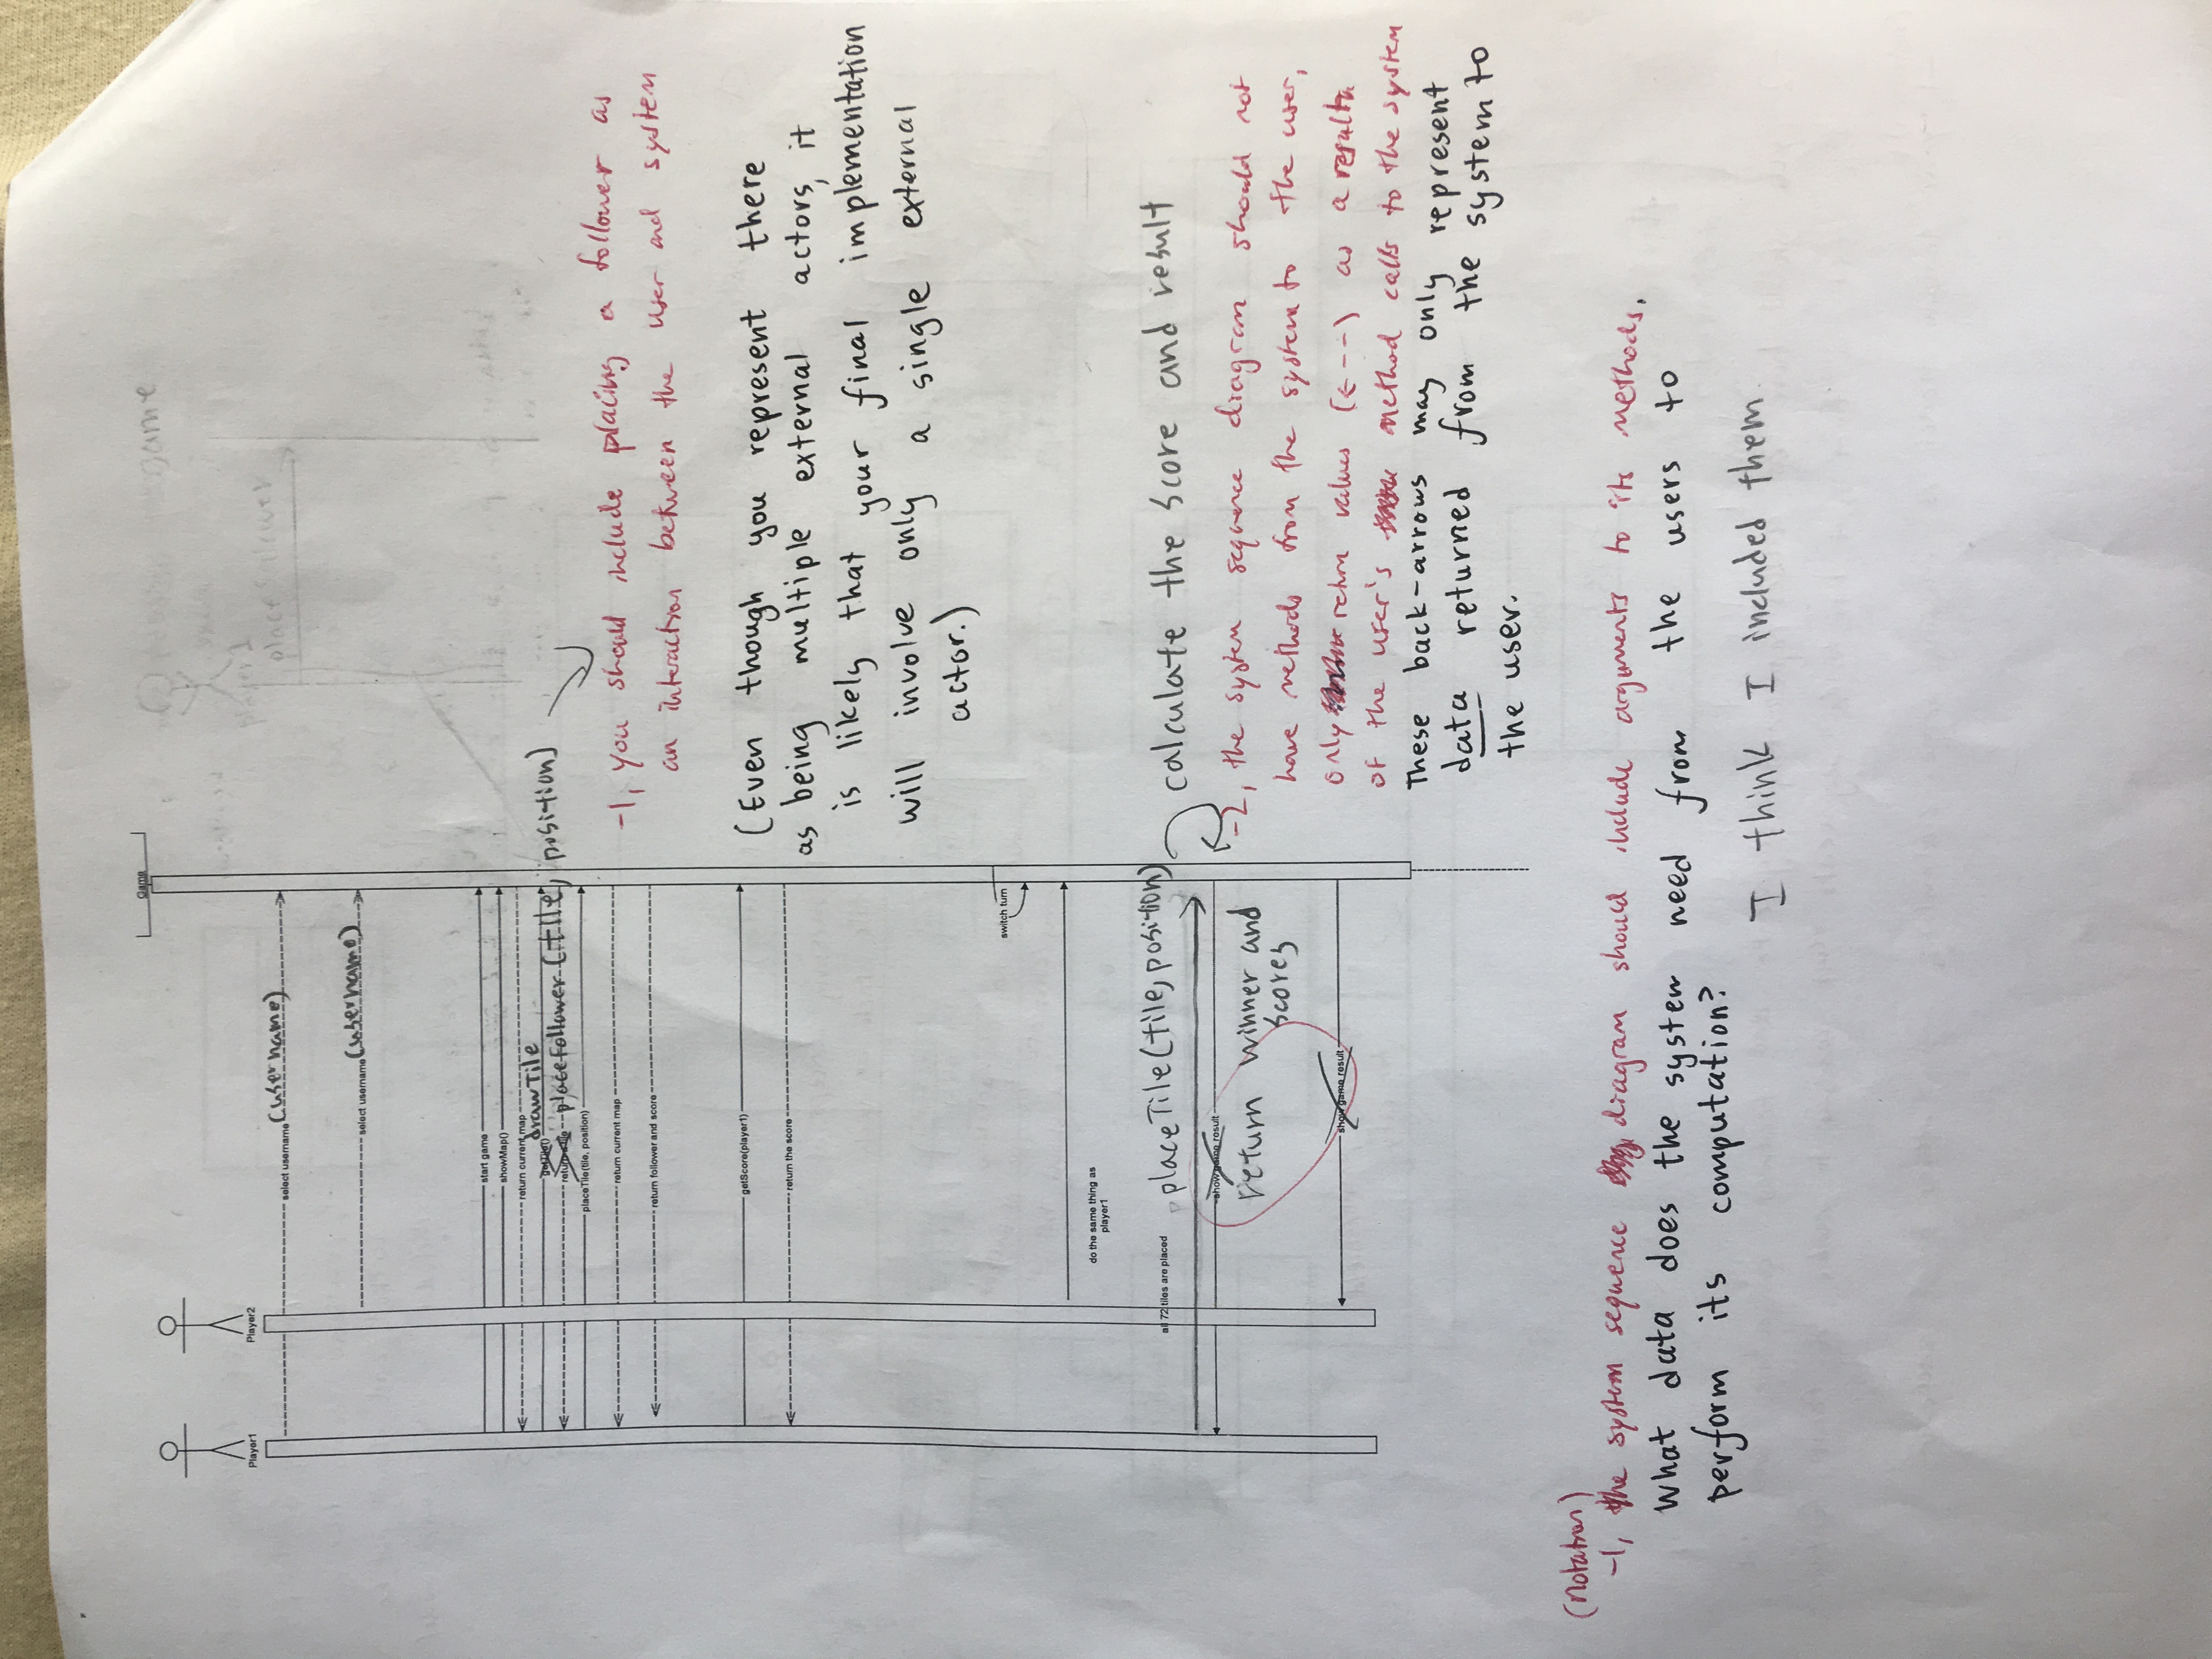 Game
Player1
Player2
select username (username)
select username (username)
start game
showMap()
return current map
drawTile
getTile()
return a tile placeFollower (tile, position)
placeTile(tile, position)
return current map
return follower and score
-1, you should include placing a follower as
an interaction between the user and system
getScore(player1)
return the score
(Even though you represent there
as being multiple external actors, it
is likely that your final implementation
will involve only a single external
actor.)
switch turn
do the same thing as
player1
all 72 tiles are placed
placeTile(tile, position)
calculate the score and result
show game result
return winner and
scores
show game result
-2, the system sequence diagram should not
have methods from the system to the user,
only return values (<---) as a result
of the user's method calls to the system
These back-arrows may only represent
data returned from the system to
the user.
(notation)
-1, the system sequence diagram should include arguments to its methods.
What data does the system need from the users to
perform its computation?
I think I included them
game
player1
placeFollower